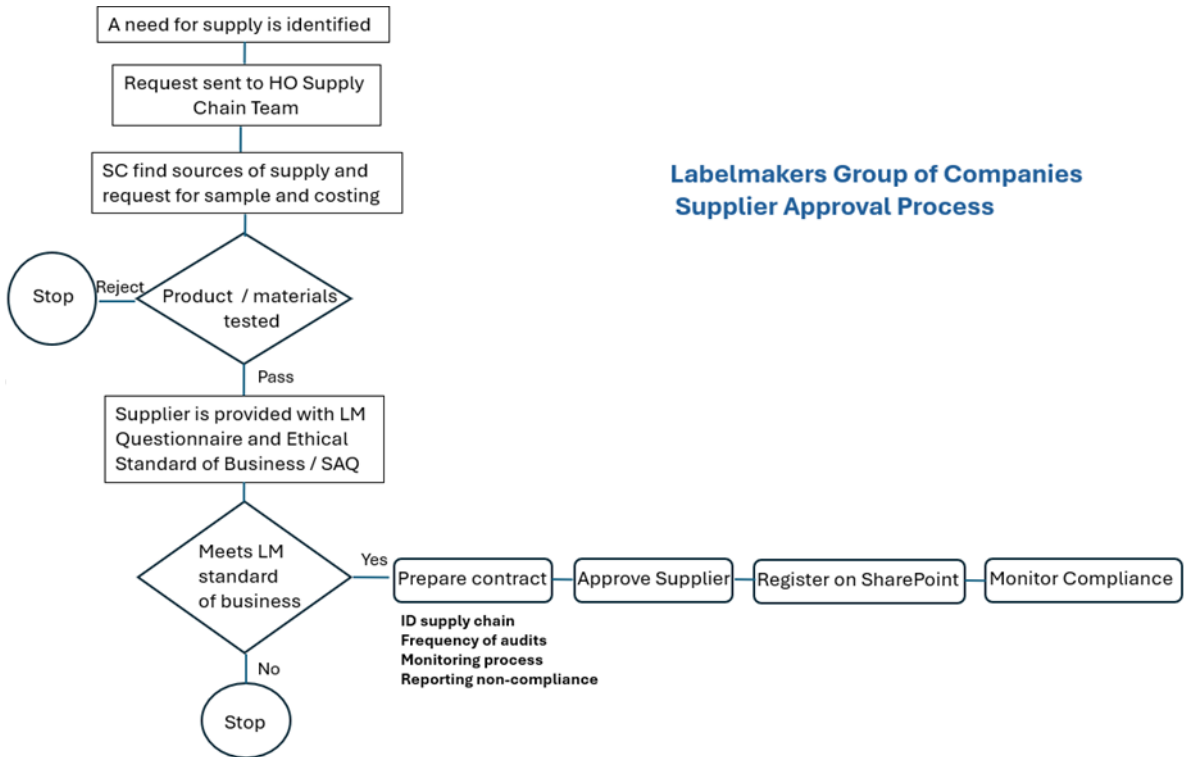 A need for supply is identified
Request sent to HO Supply
Chain Team
SC find sources of supply and
request for sample and costing
Labelmakers Group of Companies
Supplier Approval Process
Stop
Reject
Product / materials
tested
Pass
Supplier is provided with LM
Questionnaire and Ethical
Standard of Business / SAQ
Meets LM
standard
of business
Yes
Prepare contract
Approve Supplier
Register on SharePoint
Monitor Compliance
ID supply chain
Frequency of audits
Monitoring process
Reporting non-compliance
No
Stop